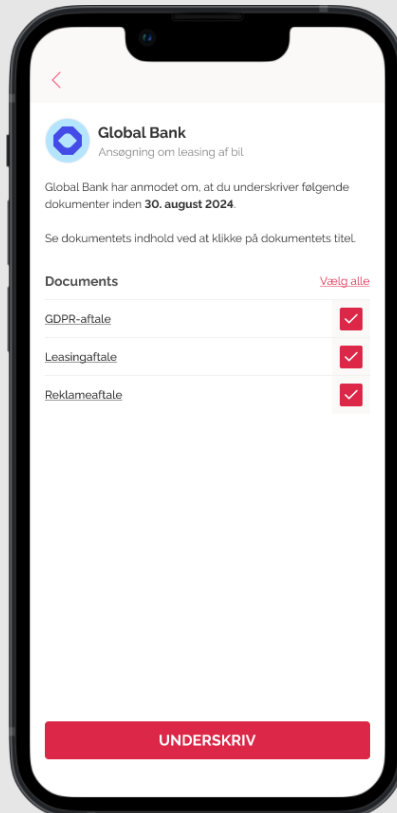 Global Bank
Ansøgning om leasing af bil
Global Bank har anmodet om, at du underskriver følgende
dokumenter inden 30. august 2024.
Se dokumentets indhold ved at klikke på dokumentets titel.
Documents
Vælg alle
GDPR-aftale
Leasingaftale
Reklameaftale
UNDERSKRIV